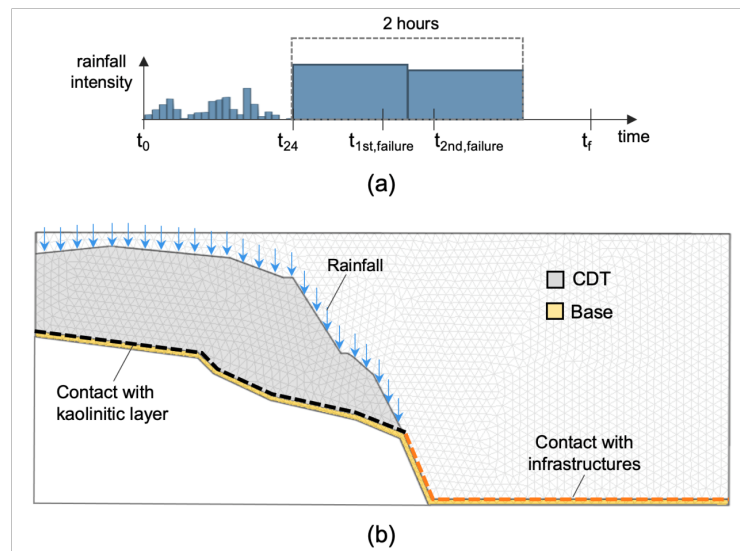 2 hours
rainfall
intensity
t0
t24
t1st,failure
t2nd,failure
tf
time
(a)
Rainfall
CDT
Base
Contact with
kaolinitic layer
Contact with
infrastructures
(b)